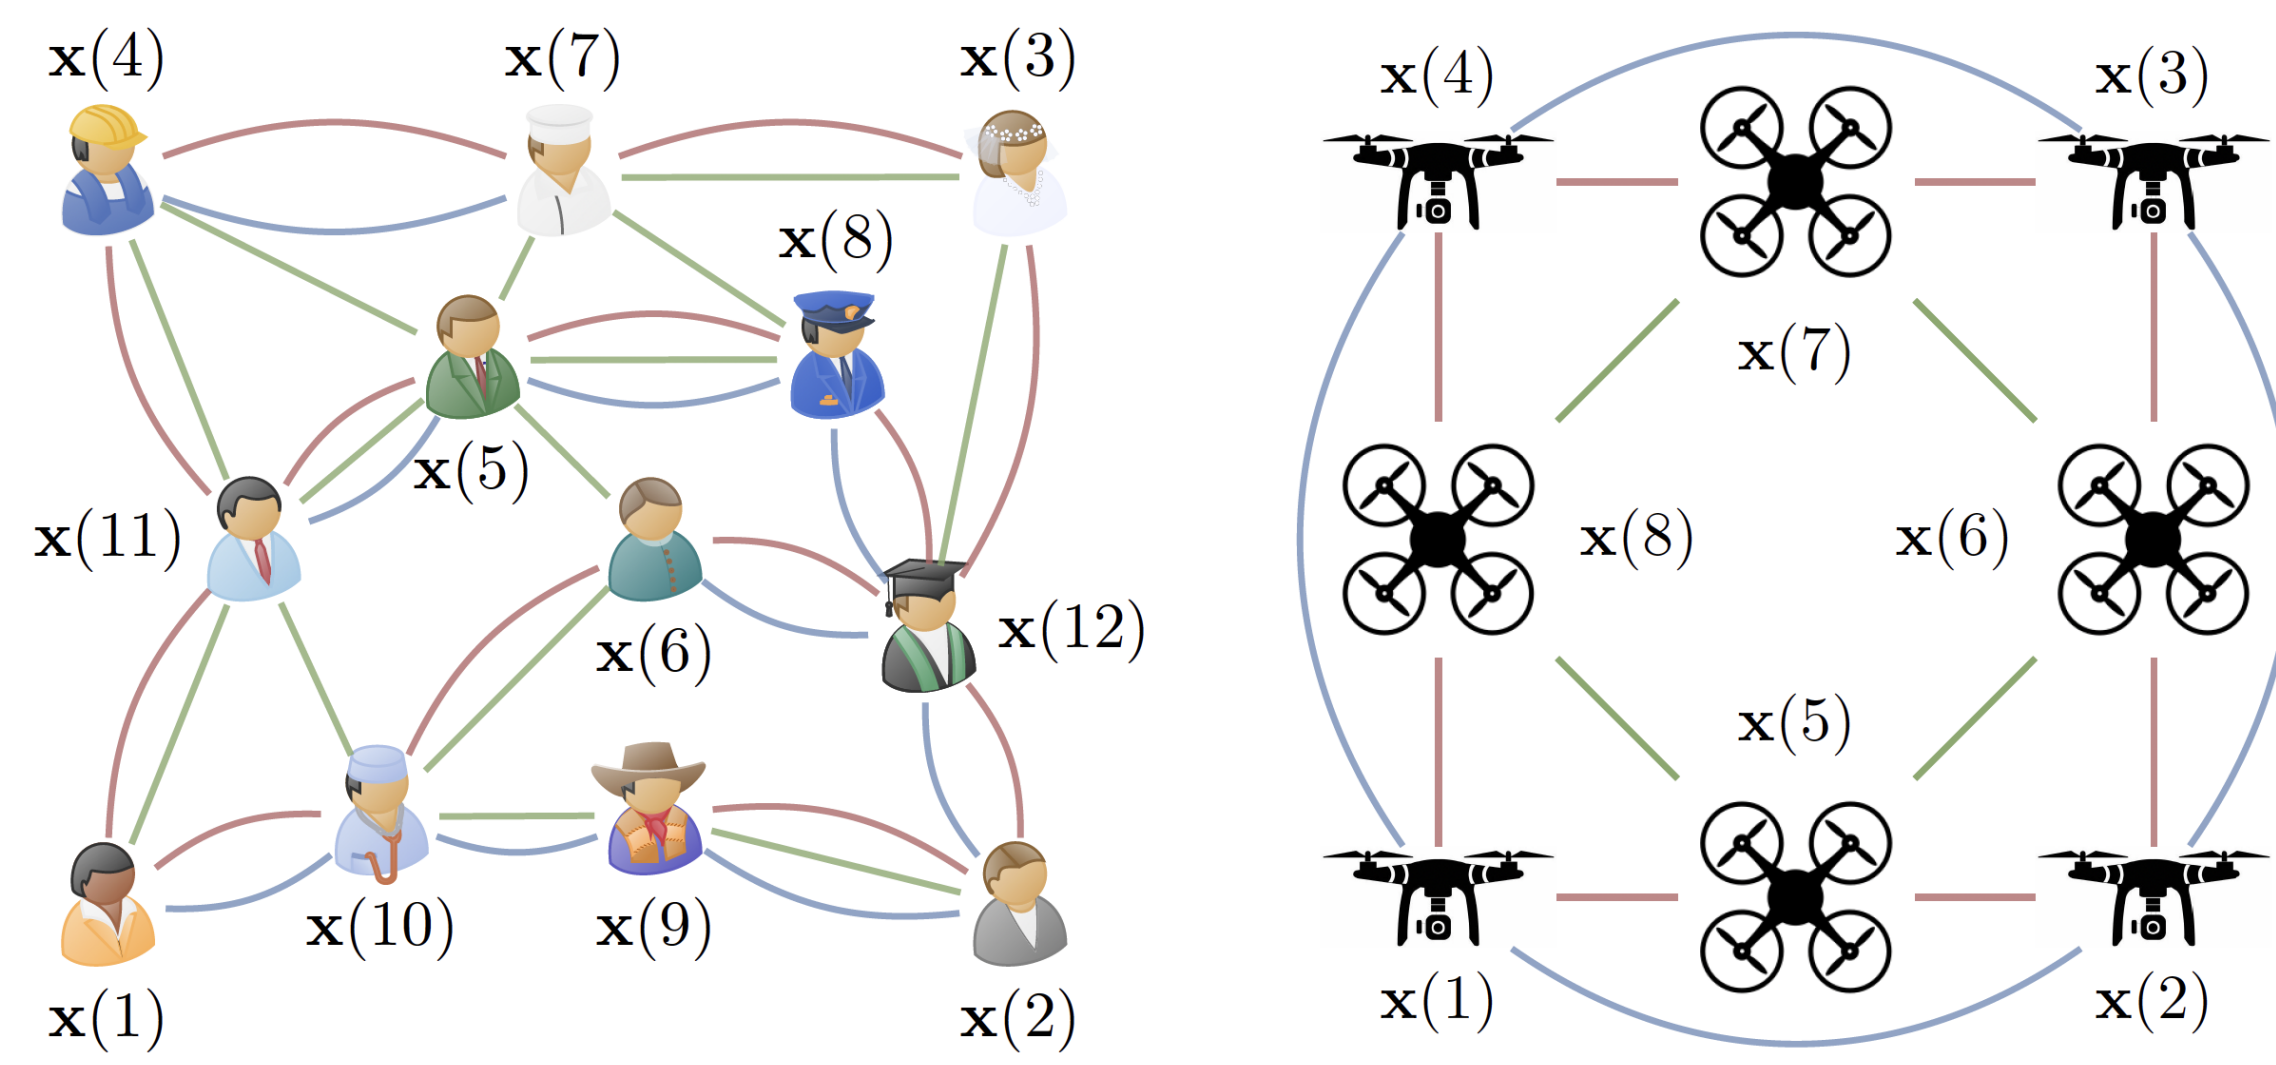 x(4)
x(7)
x(3)
x(8)
x(5)
x(11)
x(6)
x(12)
x(10)
x(9)
x(1)
x(2)
x(4)
x(3)
x(7)
x(8)
x(6)
x(5)
x(1)
x(2)